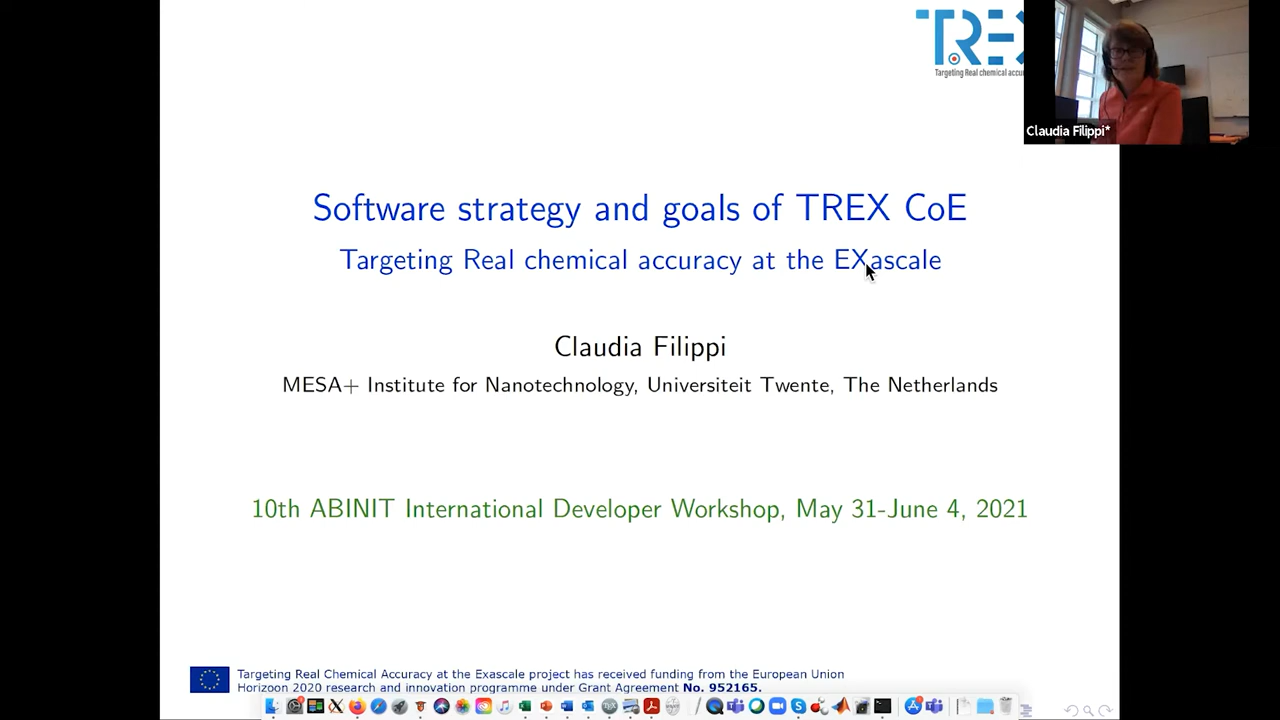 TREX
Targeting Real chemical accu
Claudia Filippi*
Software strategy and goals of TREX CoE
Targeting Real chemical accuracy at the EXascale
Claudia Filippi
MESA+ Institute for Nanotechnology, Universiteit Twente, The Netherlands
10th ABINIT International Developer Workshop, May 31-June 4, 2021
Targeting Real Chemical Accuracy at the Exascale project has received funding from the European Union
Horizoon 2020 research and innovation programme under Grant Agreement No. 952165.